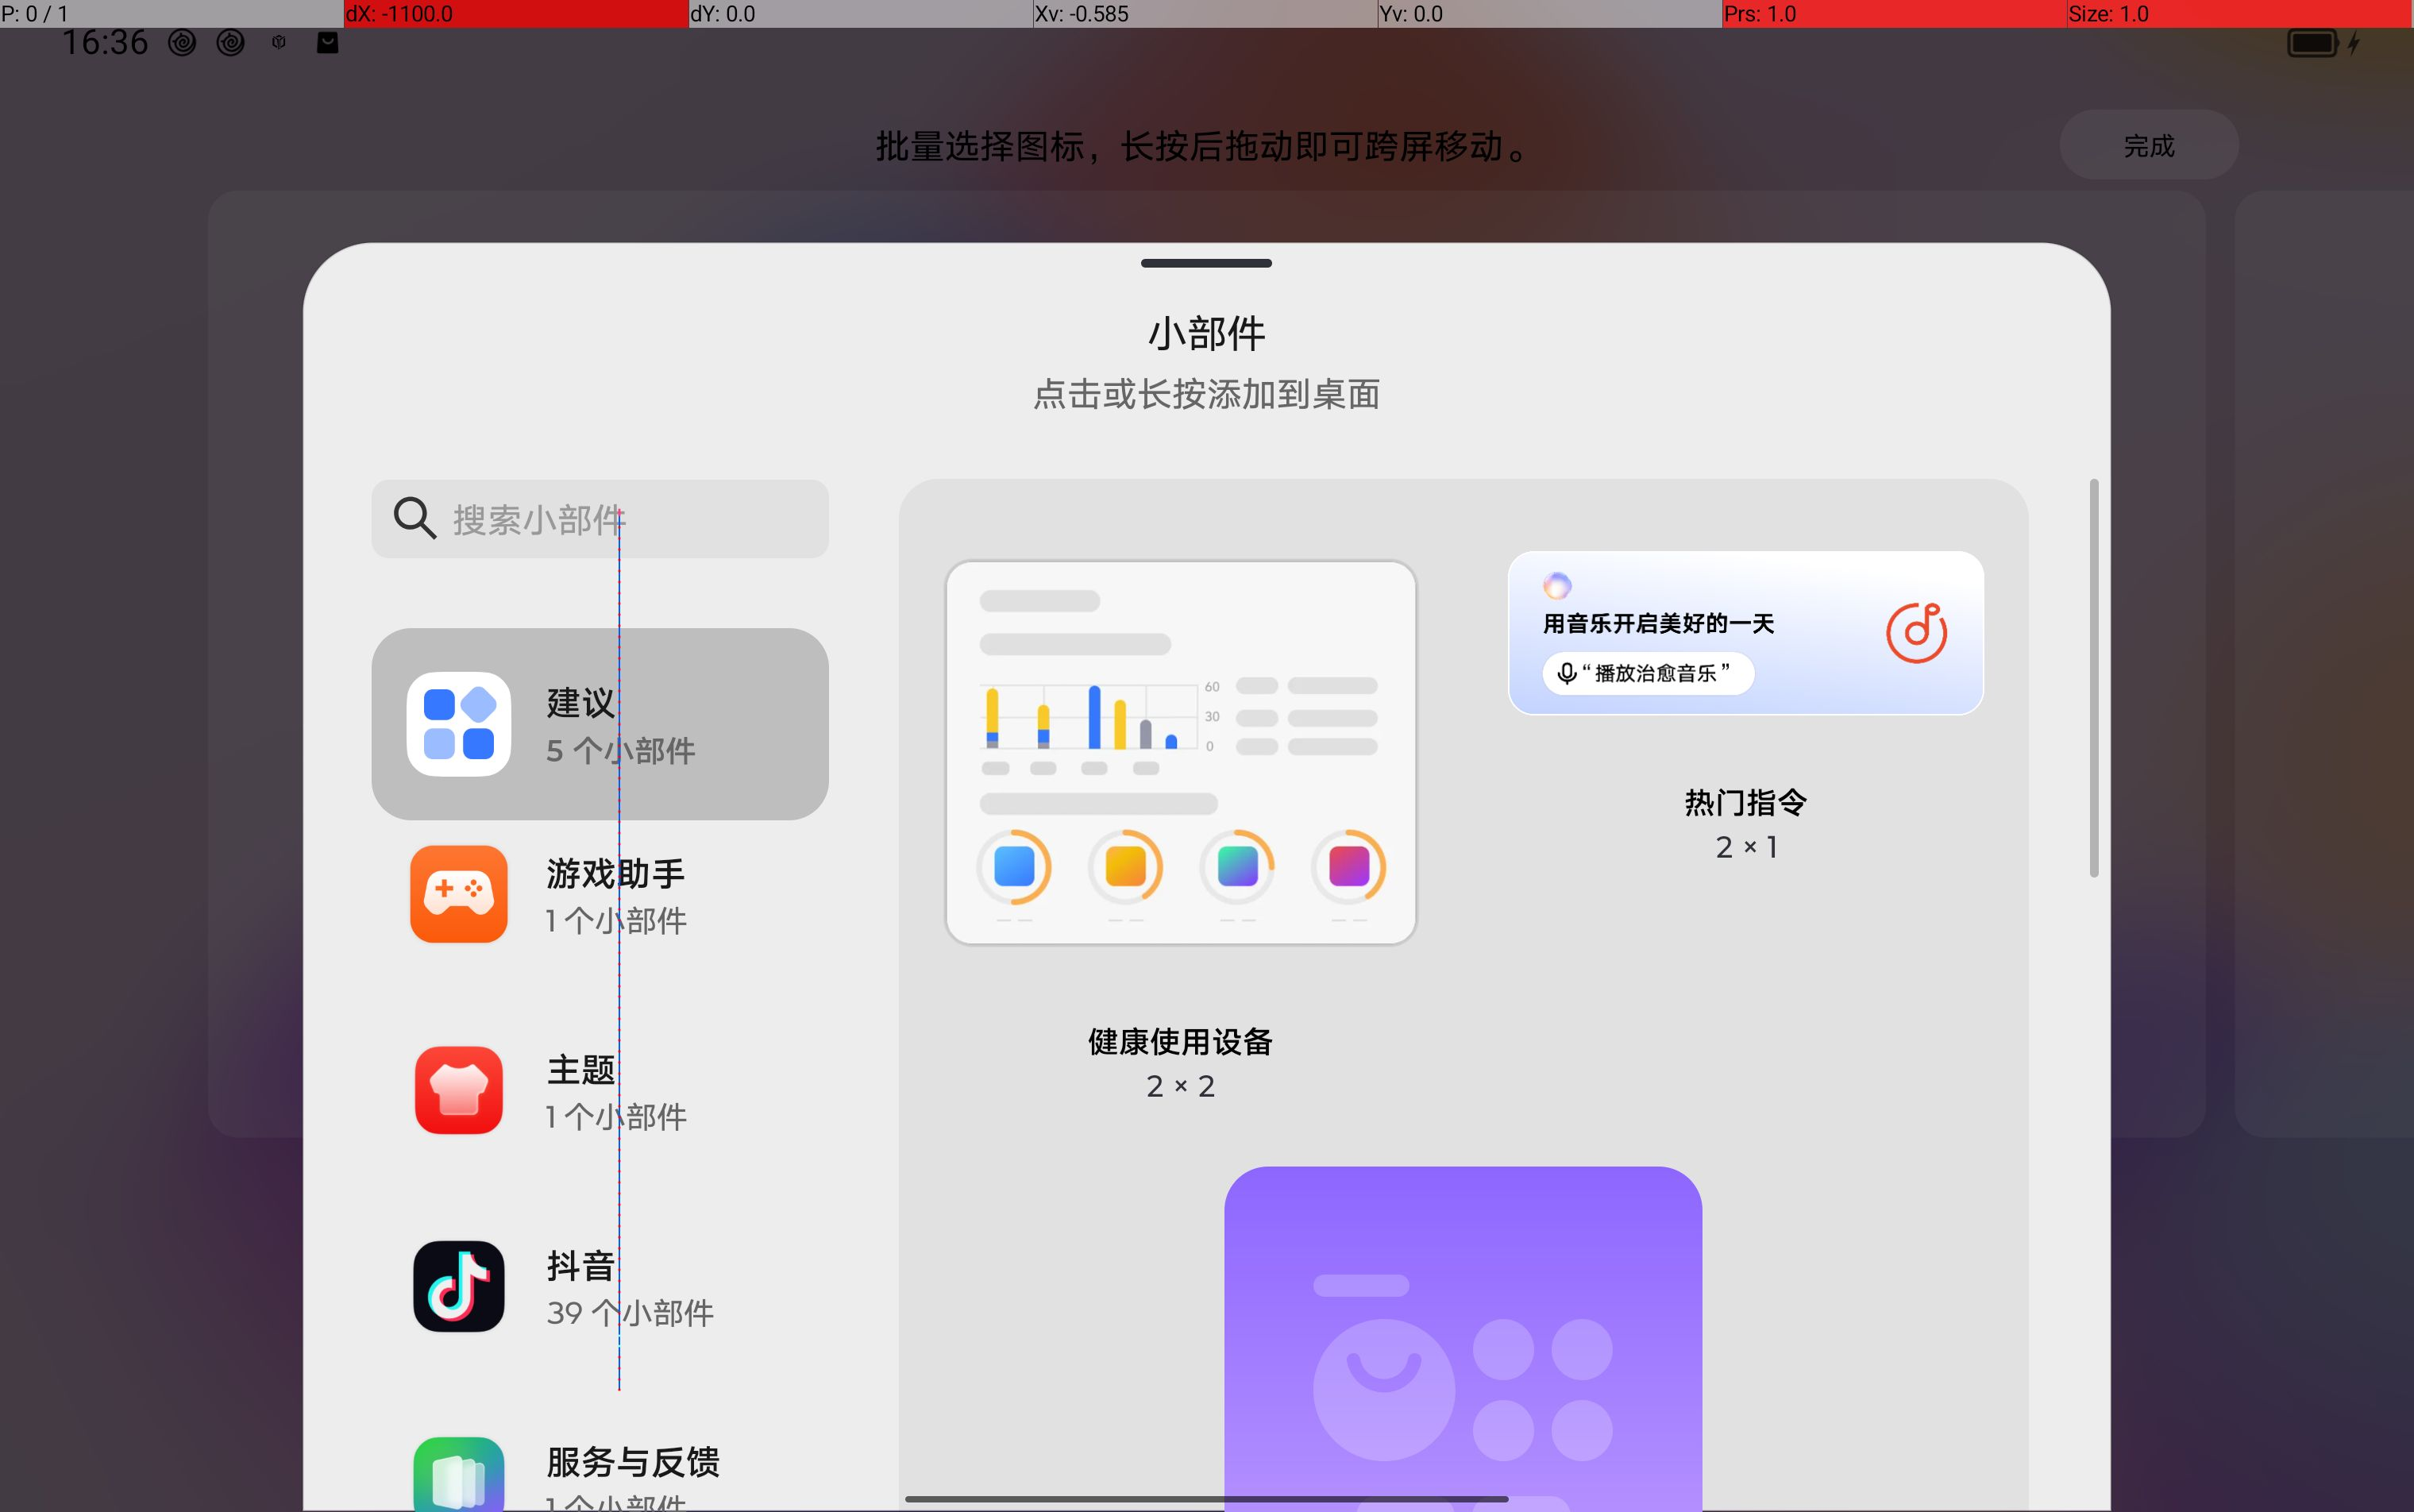 P: 0 / 1 dX: -1100.0 dY: 0.0 Xv: -0.585 Yv: 0.0 Prs: 1.0 Size: 1.0
16:36
批量选择图标，长按后拖动即可跨屏移动。
完成
小部件
点击或长按添加到桌面
搜索小部件
建议
5 个小部件
游戏助手
1 个小部件
主题
1 个小部件
抖音
39 个小部件
服务与反馈
1 个小部件
60
30
0
健康使用设备
2 × 2
用音乐开启美好的一天
“播放治愈音乐”
热门指令
2 × 1